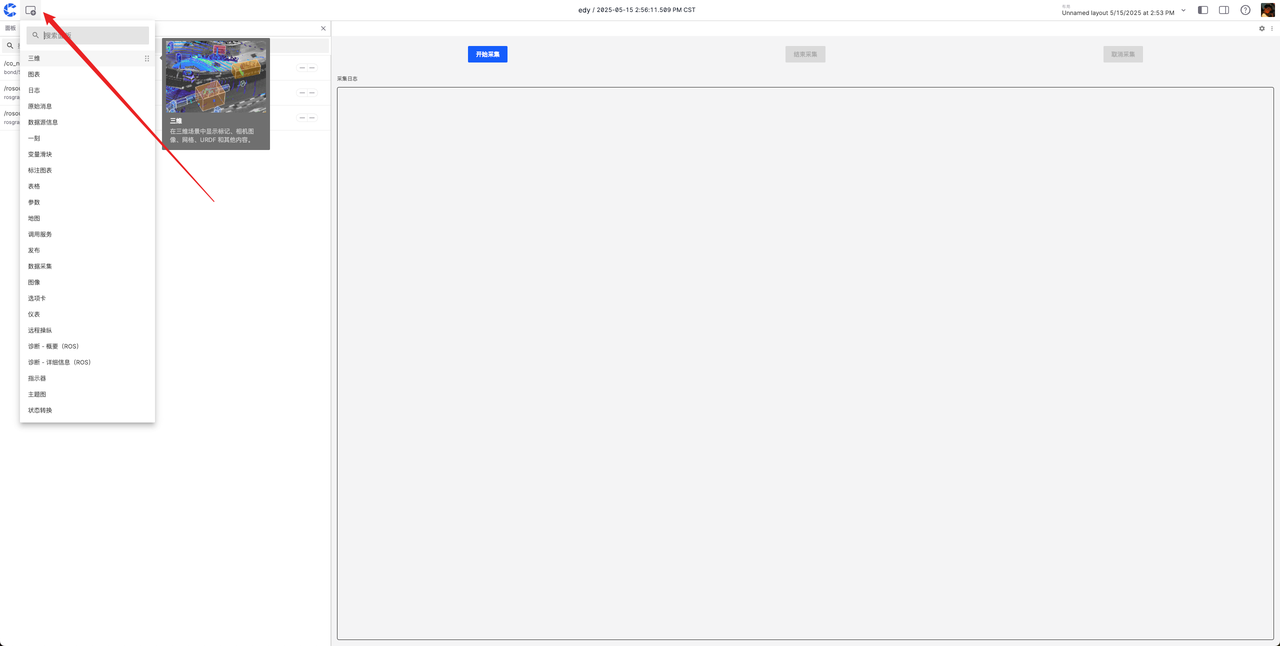 edy / 2025-05-15 2:56:11.509 PM CST
Unnamed layout 5/15/2025 at 2:53 PM
面板
搜索面板
三维
图表
日志
原始消息
数据源信息
一刻
变量滑块
标注图表
表格
参数
地图
调用服务
发布
数据采集
图像
选项卡
仪表
远程操纵
诊断 - 概要（ROS）
诊断 - 详细信息（ROS）
指示器
主题图
状态转换
/co_n
bond/
/rosou
rosgra
/rosou
rosgra
三维
在三维场景中显示标记、相机图
像、网格、URDF 和其他内容。
开始采集
结束采集
取消采集
采集日志